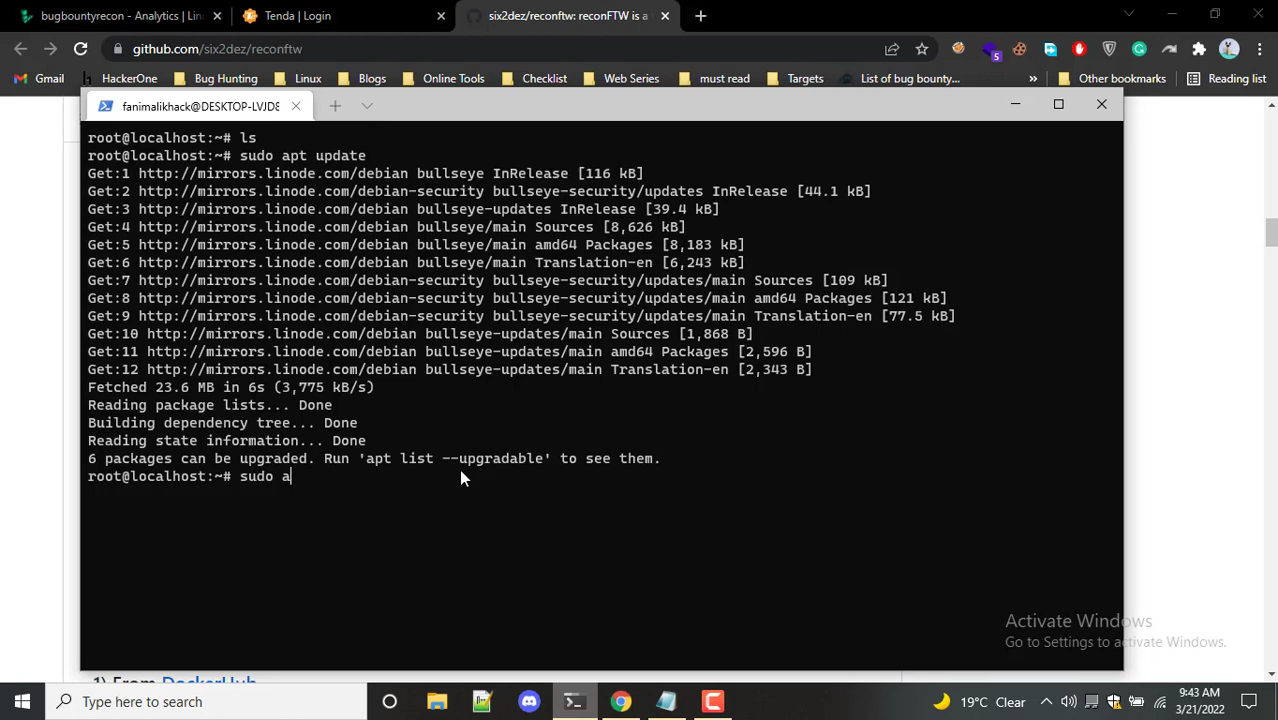 bugbountyrecon - Analytics | Lin
Tenda | Login
six2dez/reconftw: reconFTW is a
github.com/six2dez/reconftw
5
Gmail
HackerOne
Bug Hunting
Linux
Blogs
Online Tools
Checklist
Web Series
must read
Targets
List of bug bounty...
»
Other bookmarks
Reading list
fanimalikhack@DESKTOP-LVJDE
root@localhost:~# ls
root@localhost:~# sudo apt update
Get:1 http://mirrors.linode.com/debian bullseye InRelease [116 kB]
Get:2 http://mirrors.linode.com/debian-security bullseye-security/updates InRelease [44.1 kB]
Get:3 http://mirrors.linode.com/debian bullseye-updates InRelease [39.4 kB]
Get:4 http://mirrors.linode.com/debian bullseye/main Sources [8,626 kB]
Get:5 http://mirrors.linode.com/debian bullseye/main amd64 Packages [8,183 kB]
Get:6 http://mirrors.linode.com/debian bullseye/main Translation-en [6,243 kB]
Get:7 http://mirrors.linode.com/debian-security bullseye-security/updates/main Sources [109 kB]
Get:8 http://mirrors.linode.com/debian-security bullseye-security/updates/main amd64 Packages [121 kB]
Get:9 http://mirrors.linode.com/debian-security bullseye-security/updates/main Translation-en [77.5 kB]
Get:10 http://mirrors.linode.com/debian bullseye-updates/main Sources [1,868 B]
Get:11 http://mirrors.linode.com/debian bullseye-updates/main amd64 Packages [2,596 B]
Get:12 http://mirrors.linode.com/debian bullseye-updates/main Translation-en [2,343 B]
Fetched 23.6 MB in 6s (3,775 kB/s)
Reading package lists... Done
Building dependency tree... Done
Reading state information... Done
6 packages can be upgraded. Run 'apt list --upgradable' to see them.
root@localhost:~# sudo a
Activate Windows
Go to Settings to activate Windows.
1) From DockerHub
Type here to search
19°C Clear
9:43 AM
3/21/2022